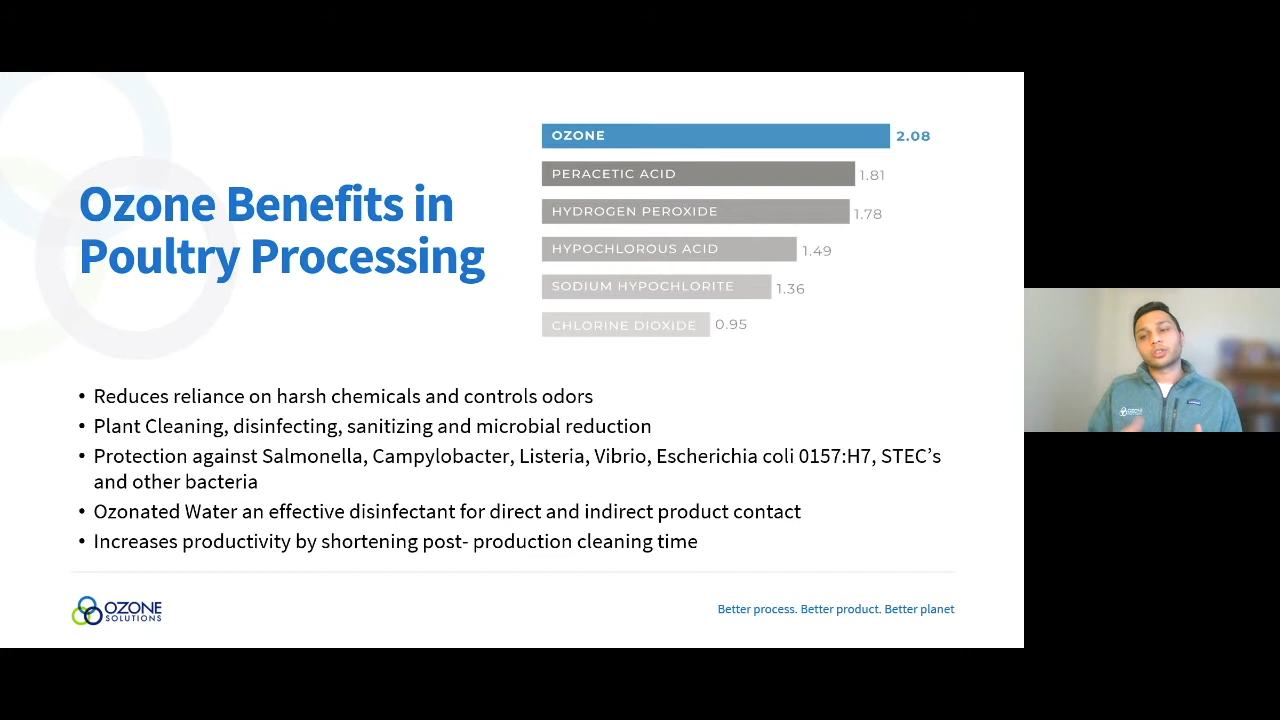 Ozone Benefits in
Poultry Processing
OZONE 2.08
PERACETIC ACID 1.81
HYDROGEN PEROXIDE 1.78
HYPOCHLOROUS ACID 1.49
SODIUM HYPOCHLORITE 1.36
CHLORINE DIOXIDE 0.95
• Reduces reliance on harsh chemicals and controls odors
• Plant Cleaning, disinfecting, sanitizing and microbial reduction
• Protection against Salmonella, Campylobacter, Listeria, Vibrio, Escherichia coli 0157:H7, STEC’s
and other bacteria
• Ozonated Water an effective disinfectant for direct and indirect product contact
• Increases productivity by shortening post- production cleaning time
OZONE
SOLUTIONS
Better process. Better product. Better planet